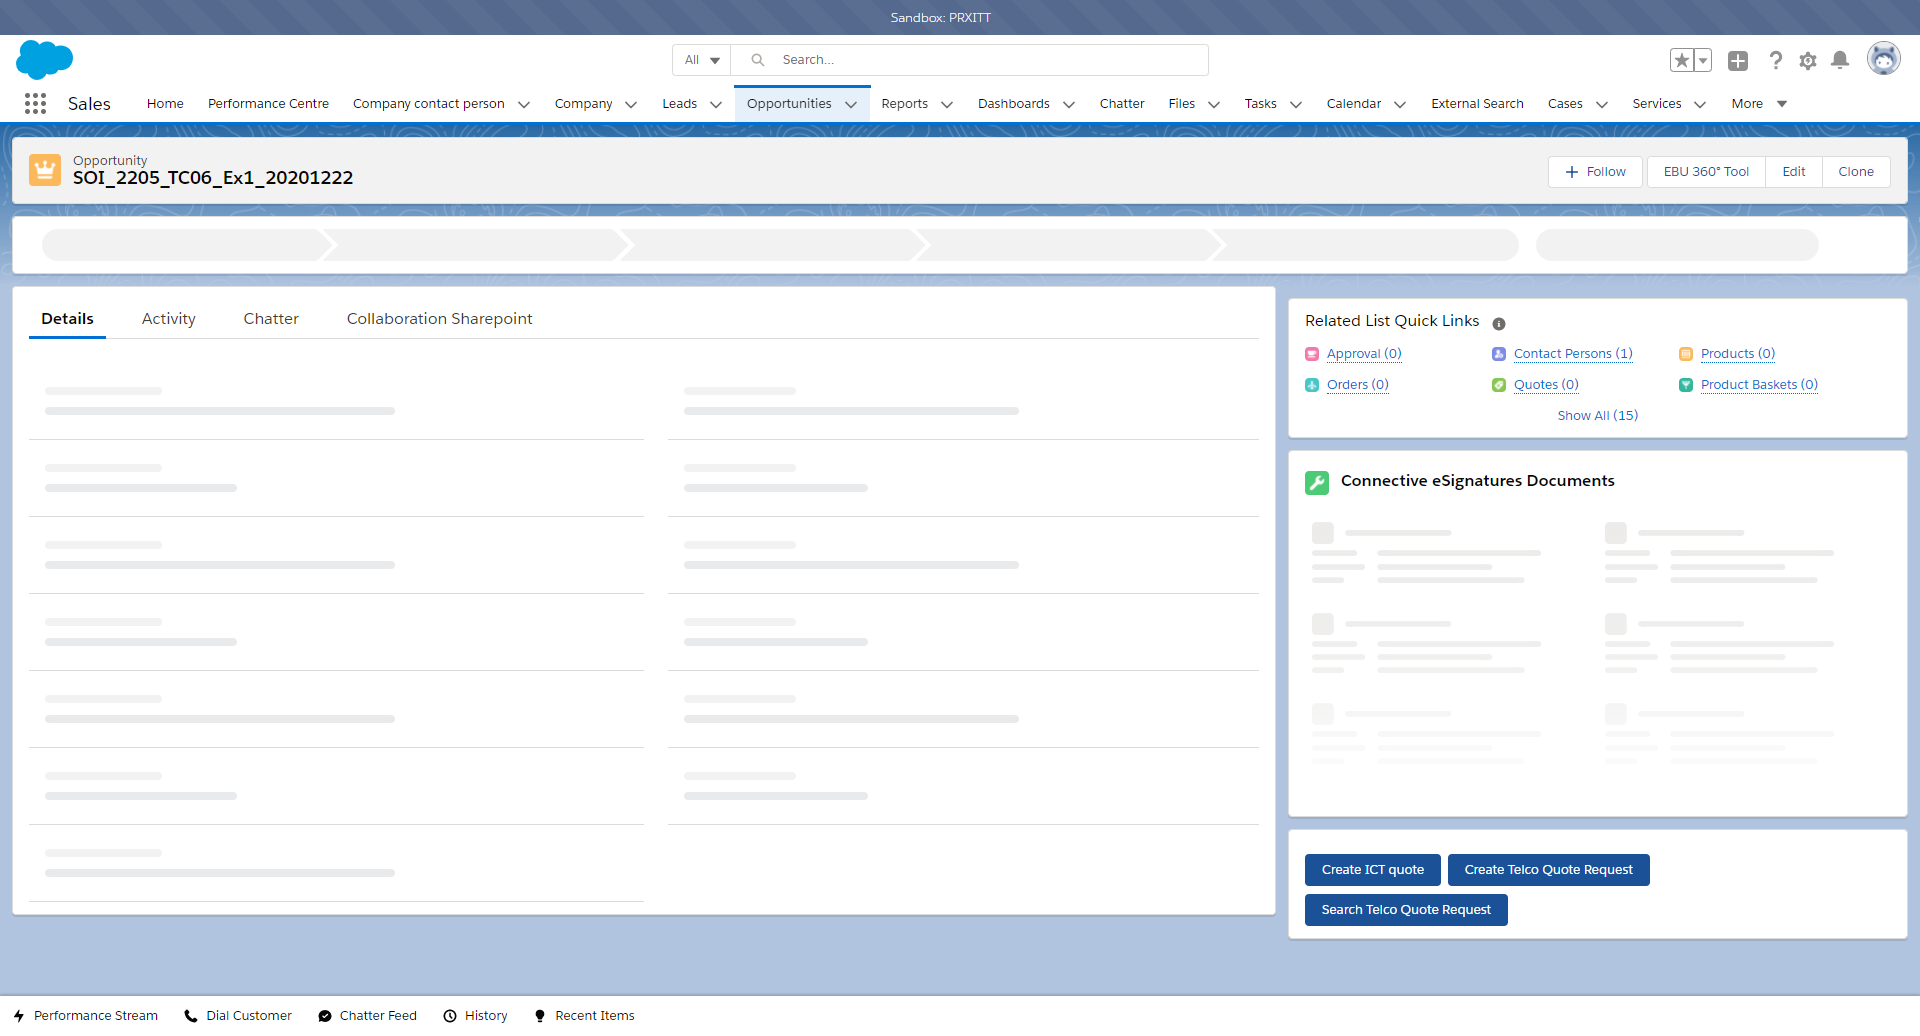 Sandbox: PRXITT
All
Search...
Sales
Home
Performance Centre
Company contact person
Company
Leads
Opportunities
Reports
Dashboards
Chatter
Files
Tasks
Calendar
External Search
Cases
Services
More
Opportunity
SOI_2205_TC06_Ex1_20201222
Follow
EBU 360° Tool
Edit
Clone
Details
Activity
Chatter
Collaboration Sharepoint
Related List Quick Links
Approval (0)
Contact Persons (1)
Products (0)
Orders (0)
Quotes (0)
Product Baskets (0)
Show All (15)
Connective eSignatures Documents
Create ICT quote
Create Telco Quote Request
Search Telco Quote Request
Performance Stream
Dial Customer
Chatter Feed
History
Recent Items